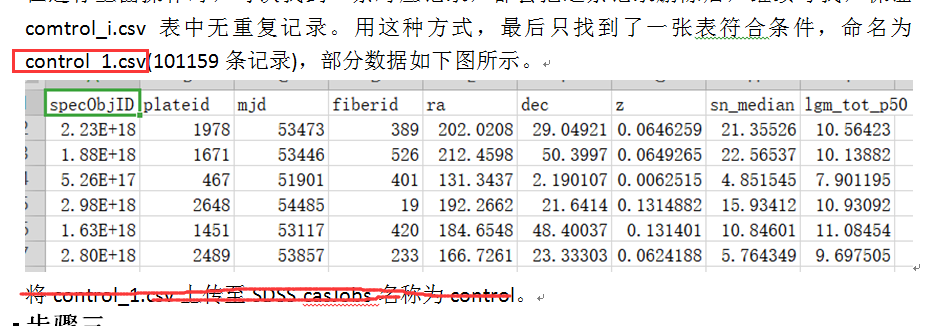 comtrol_i.csv 表中无重复记录。用这种方式，最后只找到了一张表符合条件，命名为
control_1.csv(101159 条记录)，部分数据如下图所示。
specObjID plateid mjd fiberid ra dec z sn_median lgm_tot_p50
2.23E+18 1978 53473 389 202.0208 29.04921 0.0646259 21.35526 10.56423
1.88E+18 1671 53446 526 212.4598 50.3997 0.0649265 22.56537 10.13882
5.26E+17 467 51901 401 131.3437 2.190107 0.0062515 4.851545 7.901195
2.98E+18 2648 54485 19 192.2662 21.6414 0.1314882 15.93412 10.93092
1.63E+18 1451 53117 420 184.6548 48.40037 0.131401 10.84601 11.08454
2.80E+18 2489 53857 233 166.7261 23.33303 0.0624188 5.764349 9.697505
将 control_1.csv 上传至 SDSS casjobs 名称为 control。